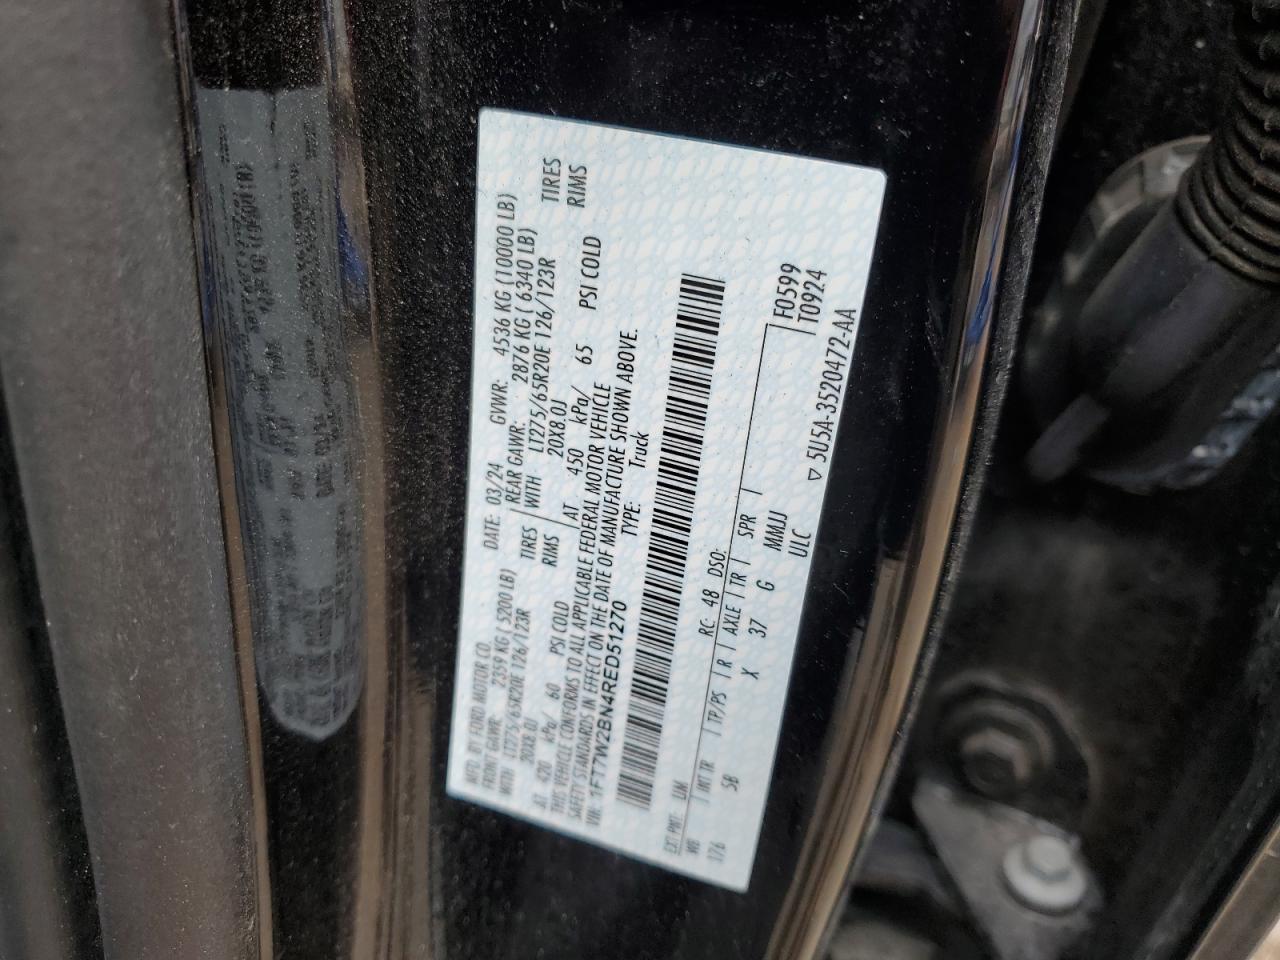 MFD BY FORD MOTOR CO.
DATE: 03/24 GVWR: 4536 KG (10000 LB)
FRONT GAWR: 2359 KG ( 5200 LB) REAR GAWR: 2876 KG ( 6340 LB)
WITH LT275/65R20E 126/123R TIRES WITH LT275/65R20E 126/123R TIRES
20X8.0J RIMS 20X8.0J RIMS
AT 420 kPa/ 60 PSI COLD AT 450 kPa/ 65 PSI COLD
THIS VEHICLE CONFORMS TO ALL APPLICABLE FEDERAL MOTOR VEHICLE
SAFETY STANDARDS IN EFFECT ON THE DATE OF MANUFACTURE SHOWN ABOVE.
VIN: 1FT7W2BN4RED51270 TYPE: Truck
EXT PNT: UM RC: 48 DSO:
WB INT TR TP/PS R AXLE TR SPR F0599
176 SB X 37 G MMJJ T0924
ULC
5U5A-3520472-AA